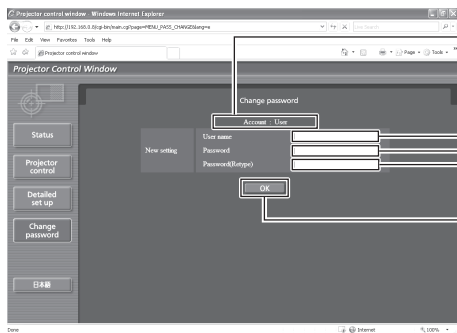 Projector control window - Windows Internet Explorer
http://192.168.0.8/cgi-bin/main.cgi?page=MENU_PASS_CHANGE&lang=e
Live Search
File Edit View Favorites Tools Help
Projector control window
Page Tools
Projector Control Window
Change password
Account : User
Status
New setting
User name
Password
Password(Retype)
Projector control
OK
Detailed set up
Change password
日本語
Done
Internet
100%